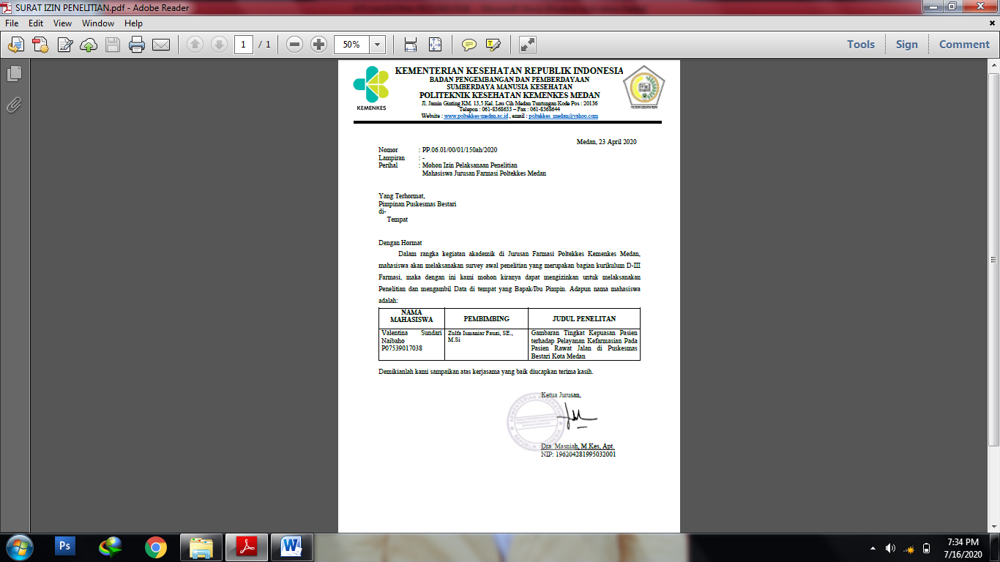 SURAT IZIN PENELITIAN.pdf - Adobe Reader
File Edit View Window Help
1 / 1 50% Tools Sign Comment
KEMENKES
KEMENTERIAN KESEHATAN REPUBLIK INDONESIA
BADAN PENGEMBANGAN DAN PEMBERDAYAAN
SUMBERDAYA MANUSIA KESEHATAN
POLITEKNIK KESEHATAN KEMENKES MEDAN
Jl. Jamin Ginting KM. 13,5 Kel. Lau Cih Medan Tuntungan Kode Pos : 20136
Telepon : 061-8368633 – Fax : 061-8368644
Website : www.poltekkes-medan.ac.id , email : poltekkes_medan@yahoo.com
Medan, 23 April 2020
Nomor : PP.06.01/00/01/150ah/2020
Lampiran : -
Perihal : Mohon Izin Pelaksanaan Penelitian
Mahasiswa Jurusan Farmasi Poltekkes Medan
Yang Terhormat,
Pimpinan Puskesmas Bestari
di-
Tempat
Dengan Hormat
Dalam rangka kegiatan akademik di Jurusan Farmasi Poltekkes Kemenkes Medan,
mahasiswa akan melaksanakan survey awal penelitian yang merupakan bagian kurikulum D-III
Farmasi, maka dengan ini kami mohon kiranya dapat mengizinkan untuk melaksanakan
Penelitian dan mengambil Data di tempat yang Bapak/Ibu Pimpin. Adapun nama mahasiswa
adalah:
NAMA
MAHASISWA
PEMBIMBING
JUDUL PENELITAN
Valentina Sundari
Naibaho
P07539017038
Zulfa Ismaniar Fauzi, SE.,
M.Si
Gambaran Tingkat Kepuasan Pasien
terhadap Pelayanan Kefarmasian Pada
Pasien Rawat Jalan di Puskesmas
Bestari Kota Medan
Demikianlah kami sampaikan atas kerjasama yang baik diucapkan terima kasih.
Ketua Jurusan,
KEMENTERIAN KESEHATAN
REPUBLIK INDONESIA
Dra. Masniah, M.Kes, Apt.
NIP: 196204281995032001
Ps
W
7:34 PM
7/16/2020